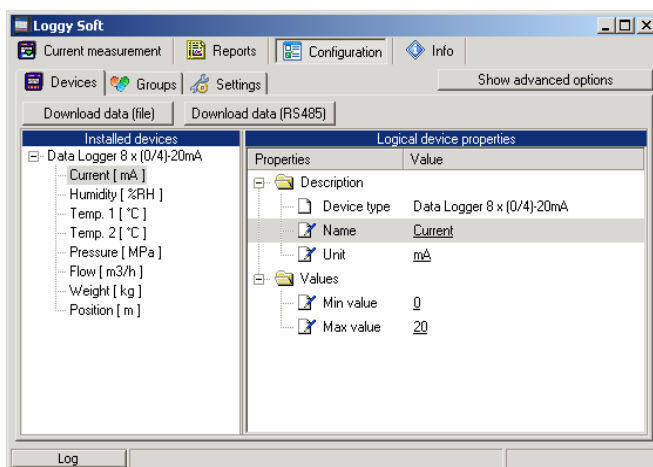 Loggy Soft
Current measurement Reports Configuration Info
Devices Groups Settings Show advanced options
Download data (file) Download data (RS485)
Installed devices
Data Logger 8 x (0/4)-20mA
Current [ mA ]
Humidity [ %RH ]
Temp. 1 [ °C ]
Temp. 2 [ °C ]
Pressure [ MPa ]
Flow [ m3/h ]
Weight [ kg ]
Position [ m ]
Logical device properties
Properties Value
Description
Device type Data Logger 8 x (0/4)-20mA
Name Current
Unit mA
Values
Min value 0
Max value 20
Log